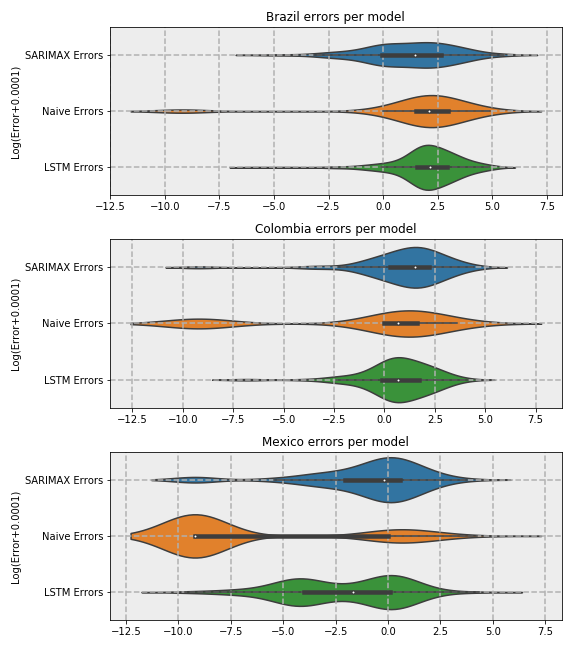 Brazil errors per model
Log(Error+0.0001)
SARIMAX Errors
Naive Errors
LSTM Errors
−12.5 −10.0 −7.5 −5.0 −2.5 0.0 2.5 5.0 7.5
Colombia errors per model
Log(Error+0.0001)
SARIMAX Errors
Naive Errors
LSTM Errors
−12.5 −10.0 −7.5 −5.0 −2.5 0.0 2.5 5.0 7.5
Mexico errors per model
Log(Error+0.0001)
SARIMAX Errors
Naive Errors
LSTM Errors
−12.5 −10.0 −7.5 −5.0 −2.5 0.0 2.5 5.0 7.5